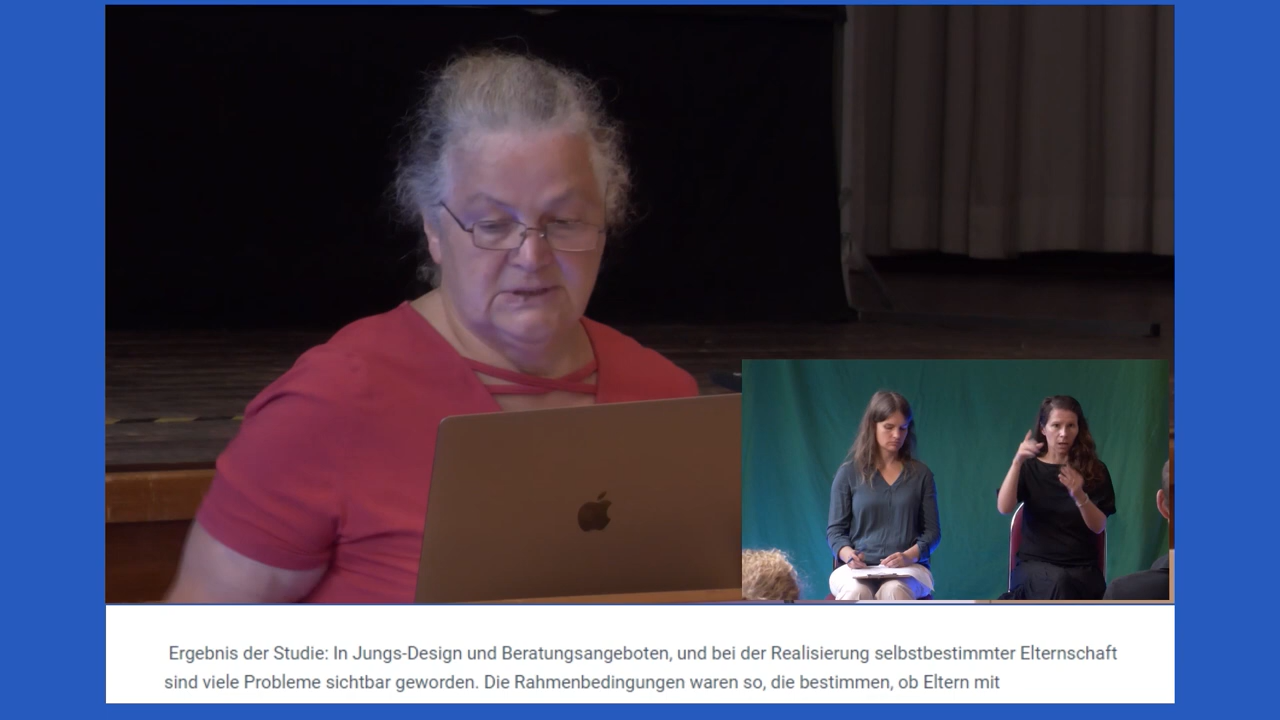 Ergebnis der Studie: In Jungs-Design und Beratungsangeboten, und bei der Realisierung selbstbestimmter Elternschaft
sind viele Probleme sichtbar geworden. Die Rahmenbedingungen waren so, die bestimmen, ob Eltern mit